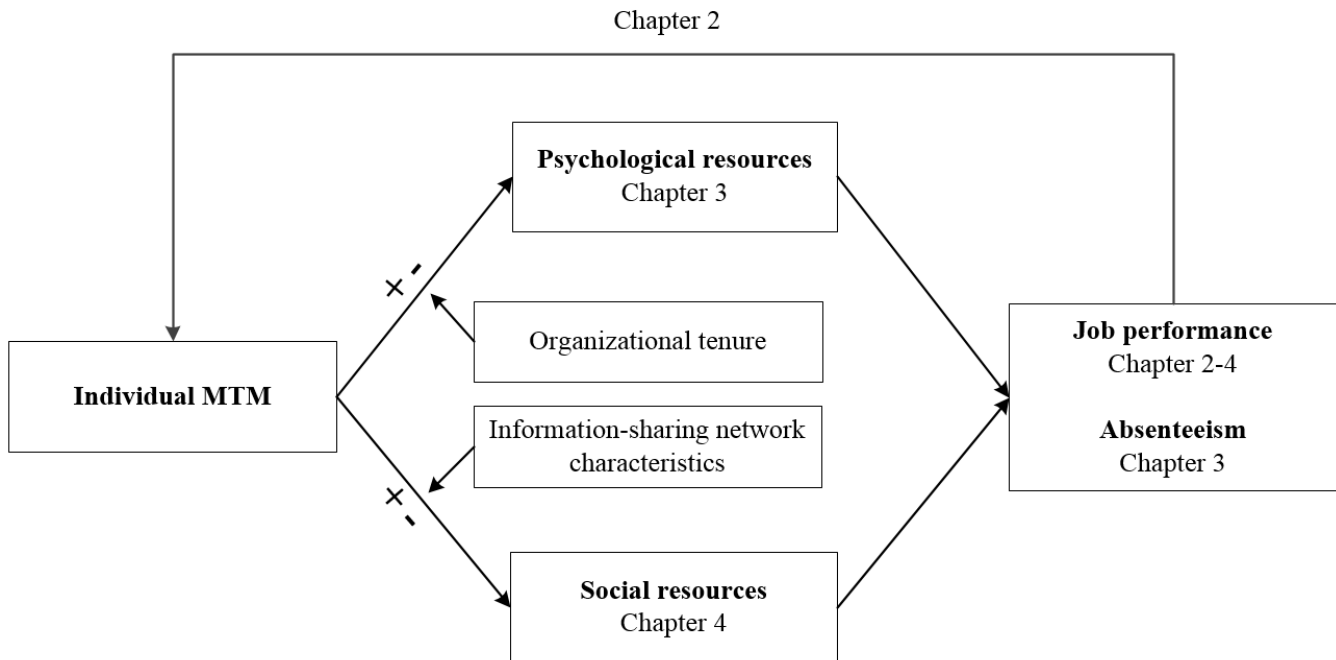 Chapter 2
Psychological resources
Chapter 3
+ -
Organizational tenure
Individual MTM
Information-sharing network
characteristics
+ -
Social resources
Chapter 4
Job performance
Chapter 2-4
Absenteeism
Chapter 3